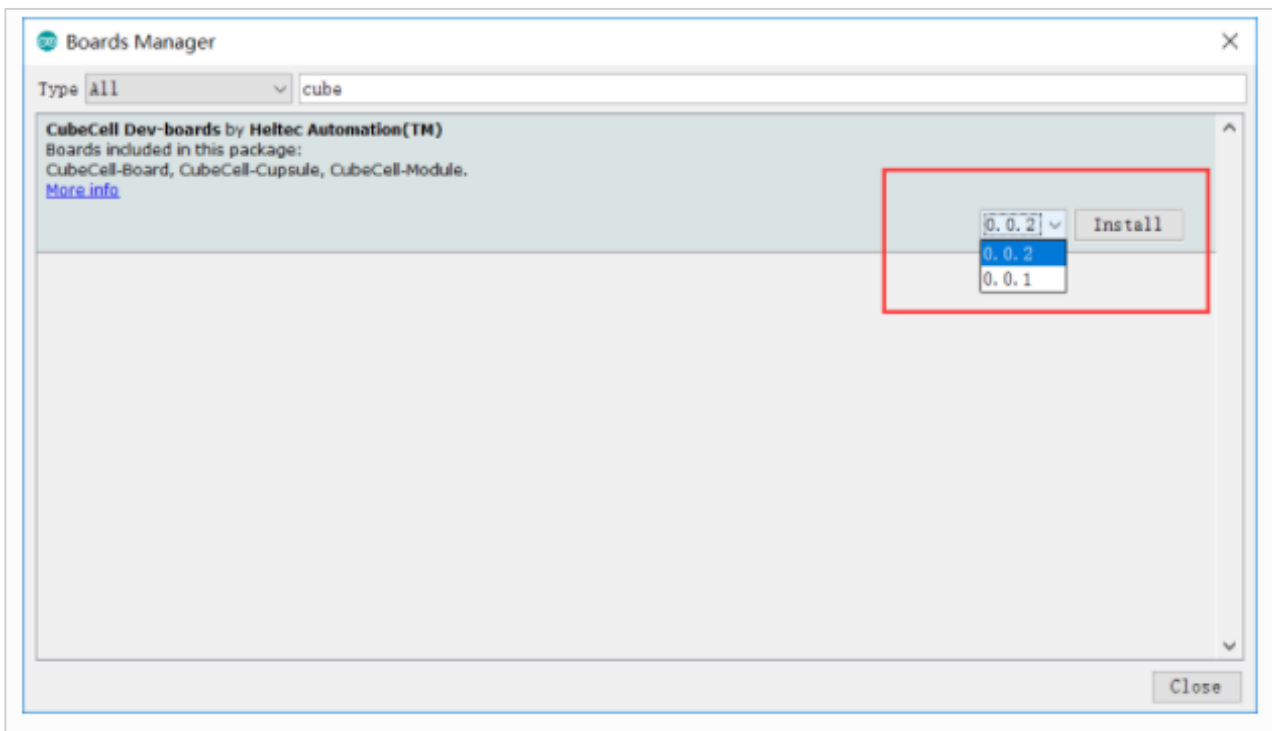 Boards Manager
Type All cube
CubeCell Dev-boards by Heltec Automation(TM)
Boards included in this package:
CubeCell-Board, CubeCell-Cupsule, CubeCell-Module.
More info
0.0.2 Install
0.0.2
0.0.1
Close